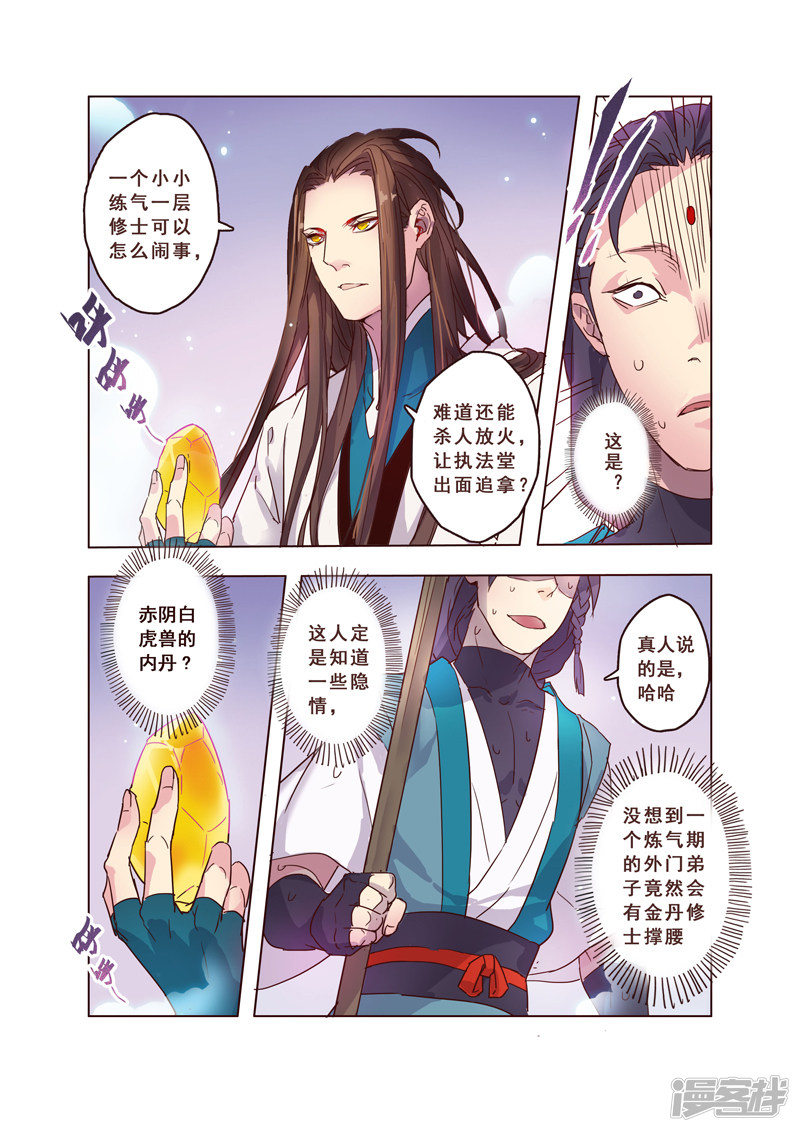 一个小小
练气一层
修士可以
怎么闹事，
难道还能
杀人放火，
让执法堂
出面追拿？
这
是
？
赤阴白
虎兽的
内丹？
这人定
是知道
一些隐
情，
真人说
的是，
哈哈
没想到一
个炼气期
的外门弟
子竟然会
有金丹修
士撑腰
漫客栈